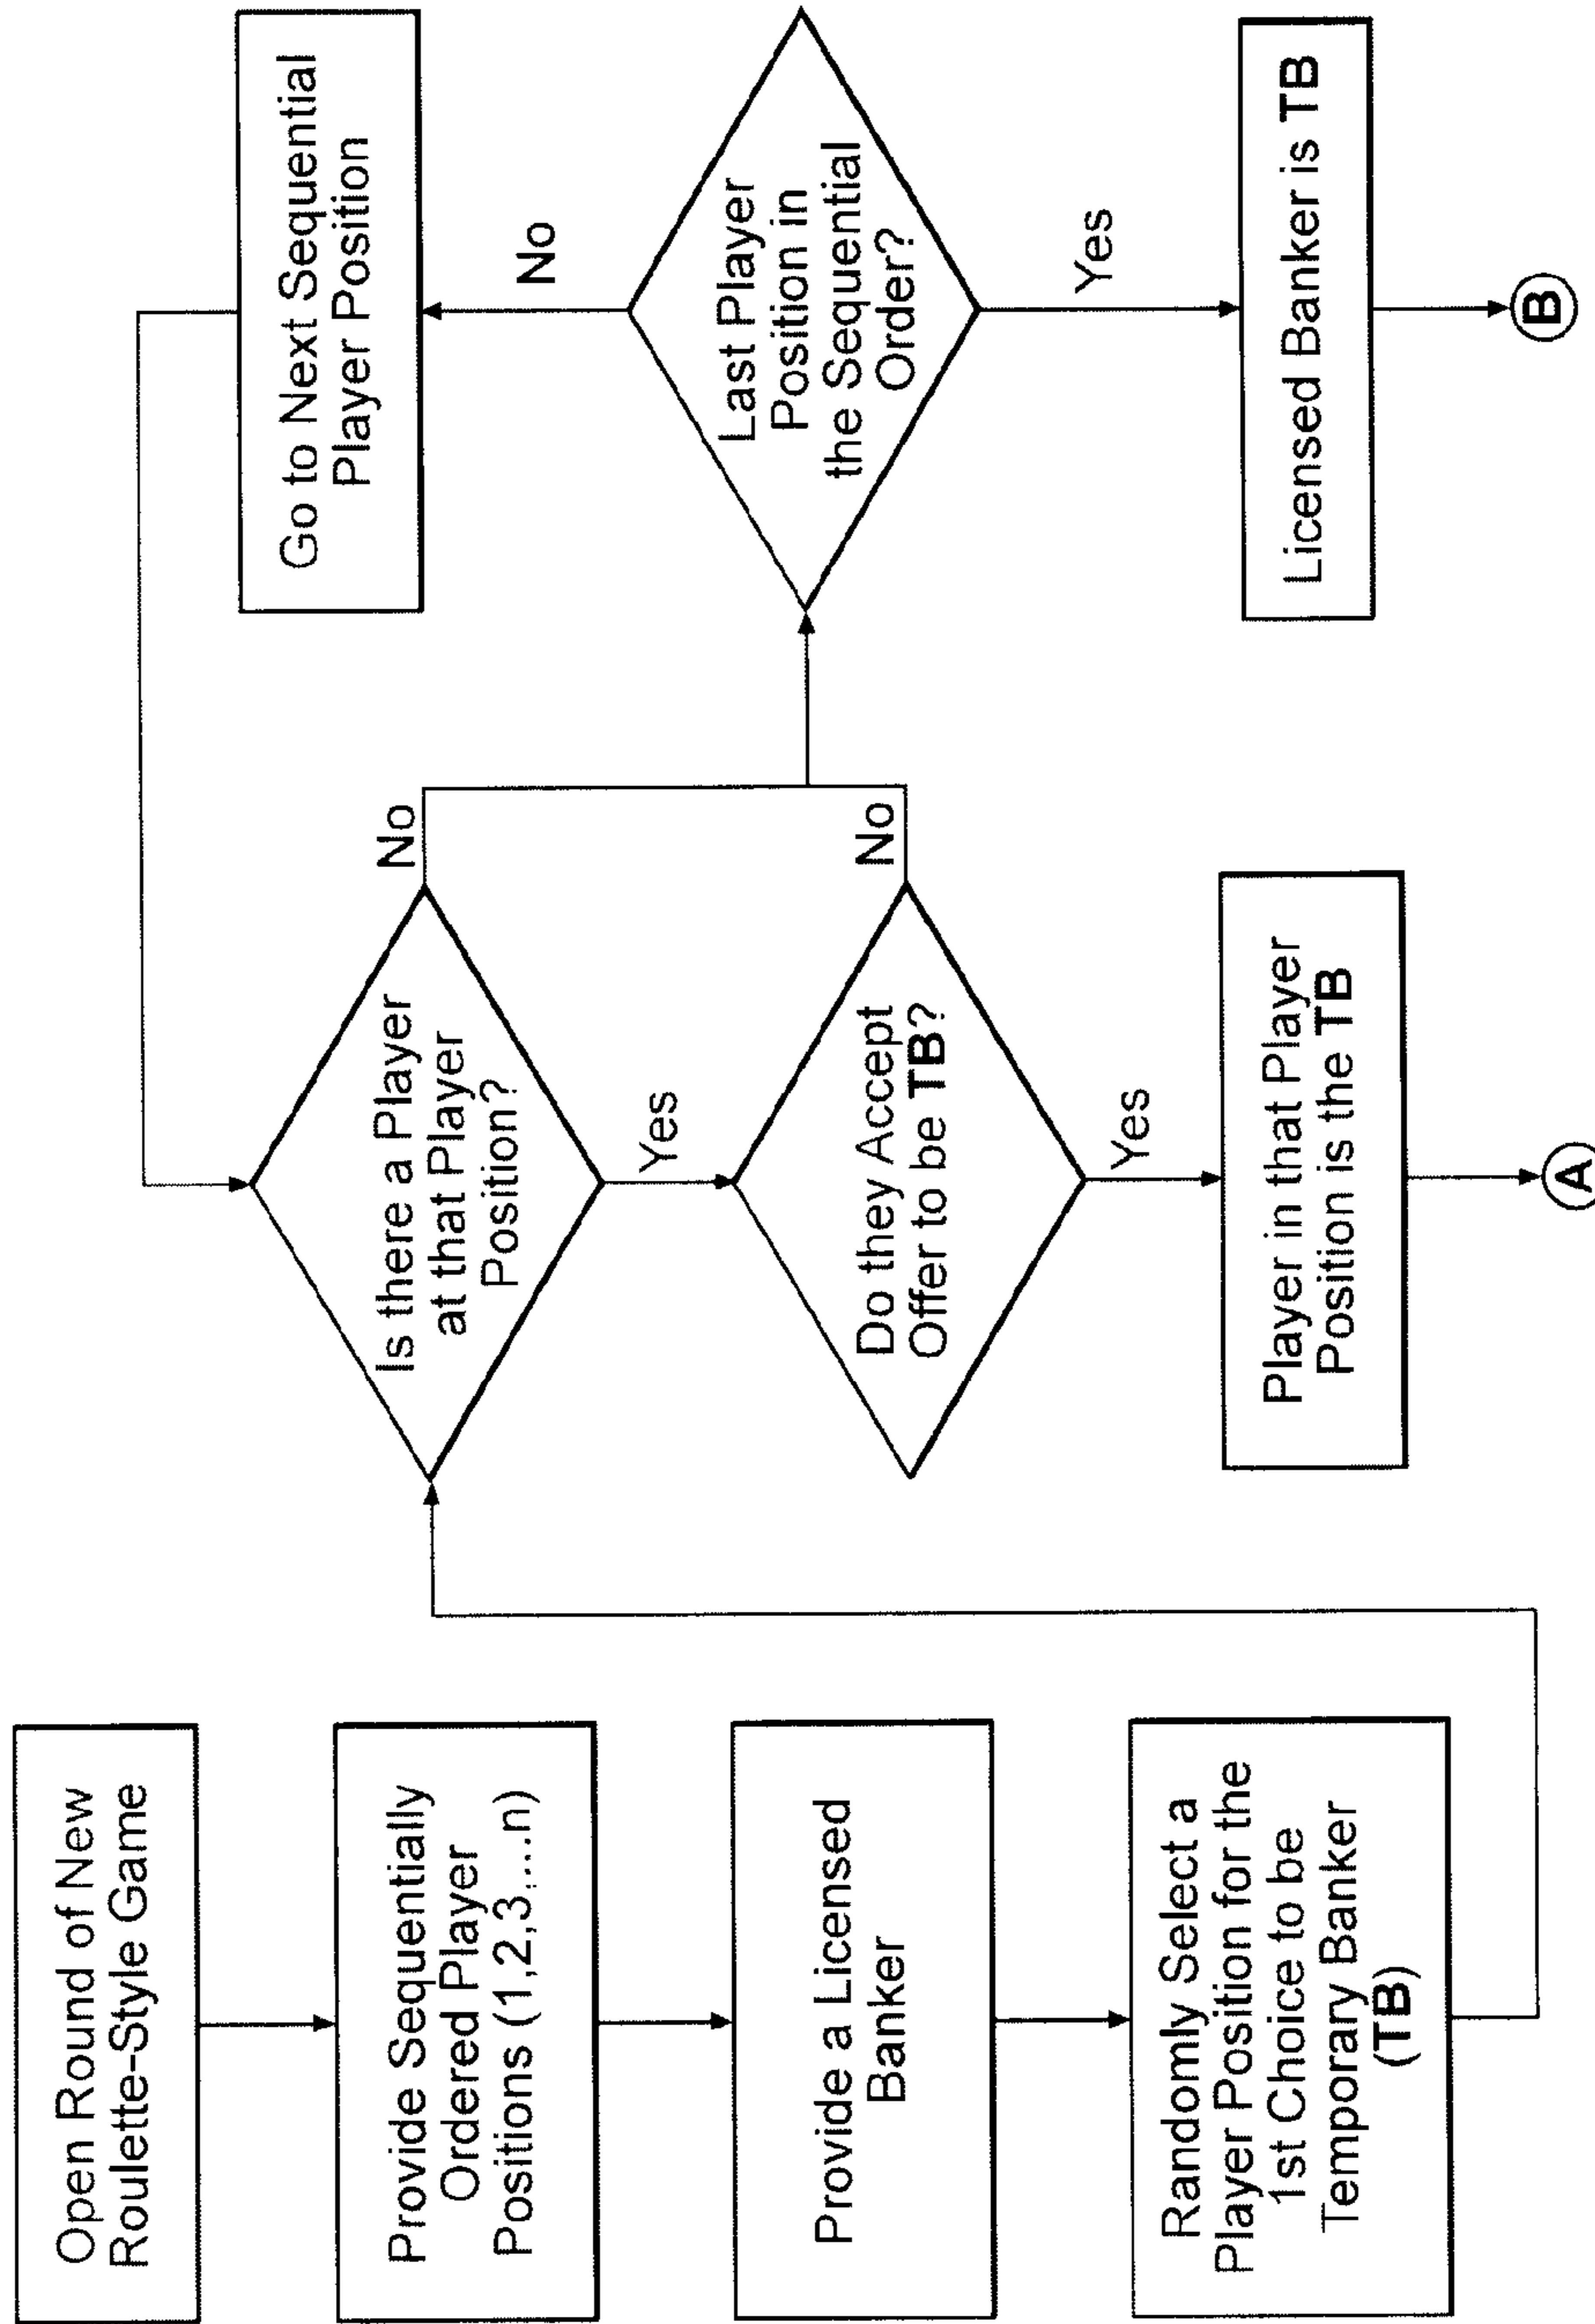 Open Round of New
Roulette-Style Game
Provide Sequentially
Ordered Player
Positions (1,2,3,...n)
Provide a Licensed
Banker
Randomly Select a
Player Position for the
1st Choice to be
Temporary Banker
(TB)
Is there a Player
at that Player
Position?
No
Yes
Do they Accept
Offer to be TB?
No
Yes
Player in that Player
Position is the TB
A
Go to Next Sequential
Player Position
No
Last Player
Position in
the Sequential
Order?
Yes
Licensed Banker is TB
B